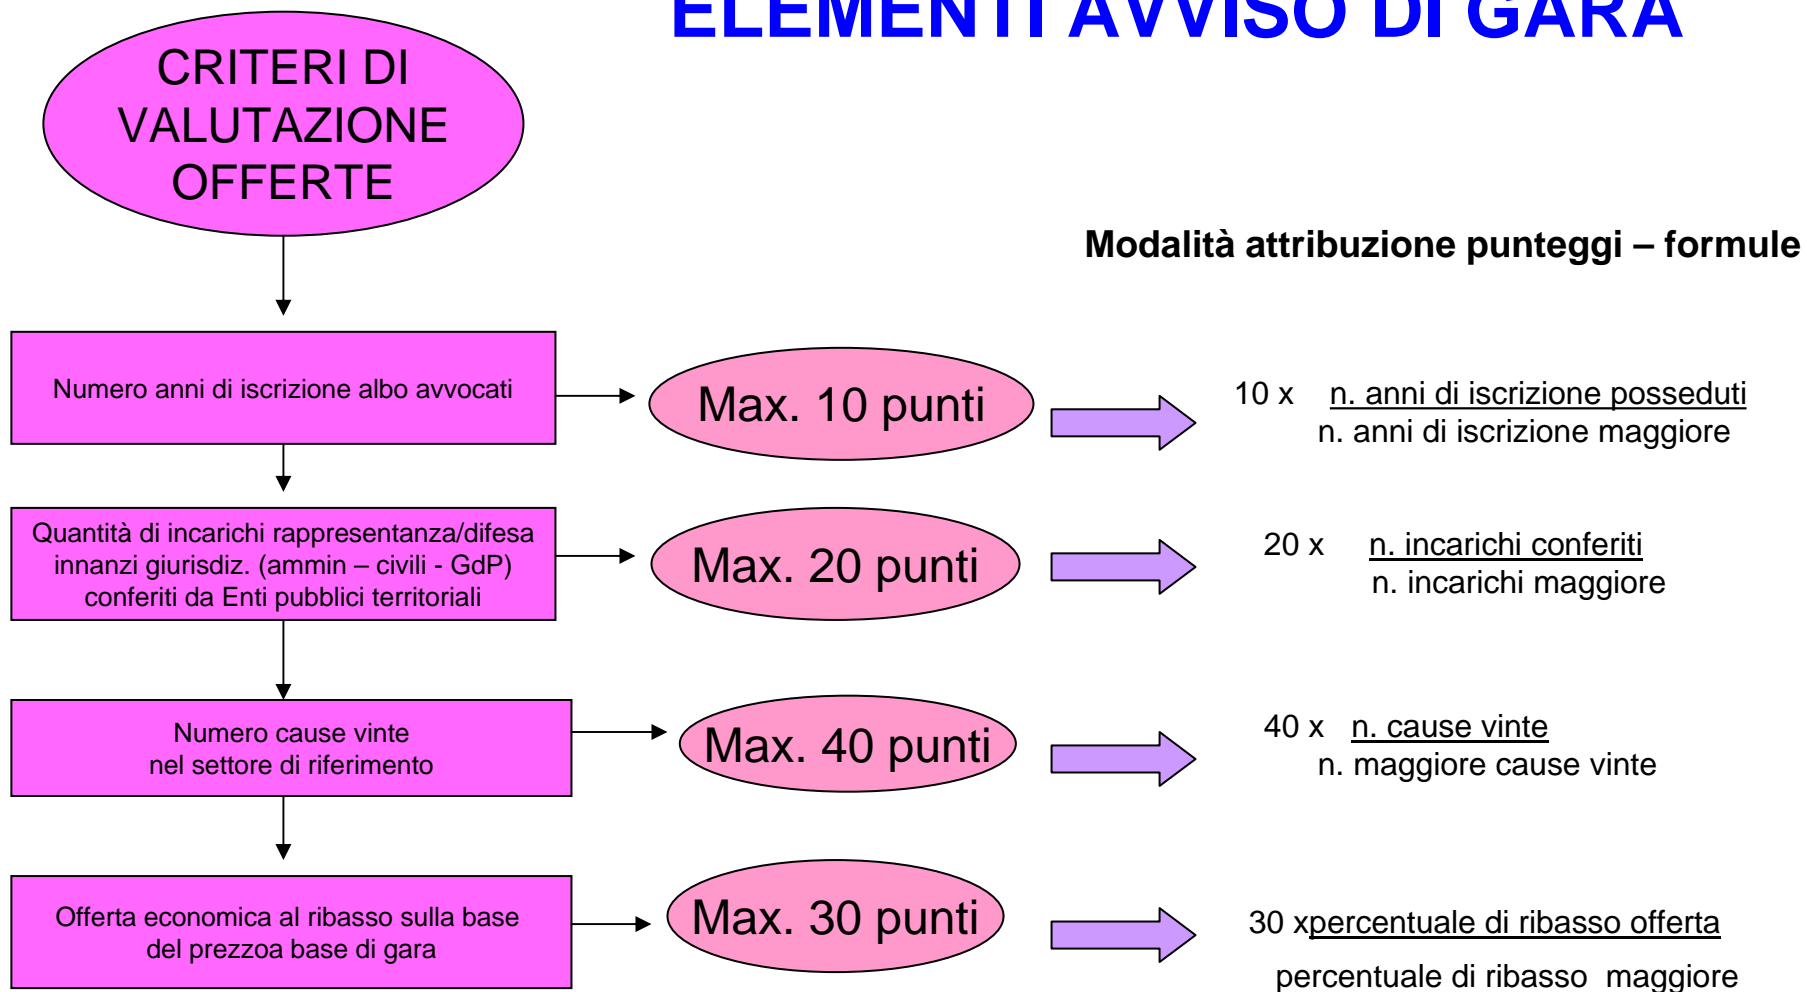 ELEMENTI AVVISO DI GARA
CRITERI DI
VALUTAZIONE
OFFERTE
Modalità attribuzione punteggi – formule
Numero anni di iscrizione albo avvocati
Max. 10 punti
10 x n. anni di iscrizione posseduti
n. anni di iscrizione maggiore
Quantità di incarichi rappresentanza/difesa
innanzi giurisdiz. (ammin – civili - GdP)
conferiti da Enti pubblici territoriali
Max. 20 punti
20 x n. incarichi conferiti
n. incarichi maggiore
Numero cause vinte
nel settore di riferimento
Max. 40 punti
40 x n. cause vinte
n. maggiore cause vinte
Offerta economica al ribasso sulla base
del prezzoa base di gara
Max. 30 punti
30 xpercentuale di ribasso offerta
percentuale di ribasso maggiore